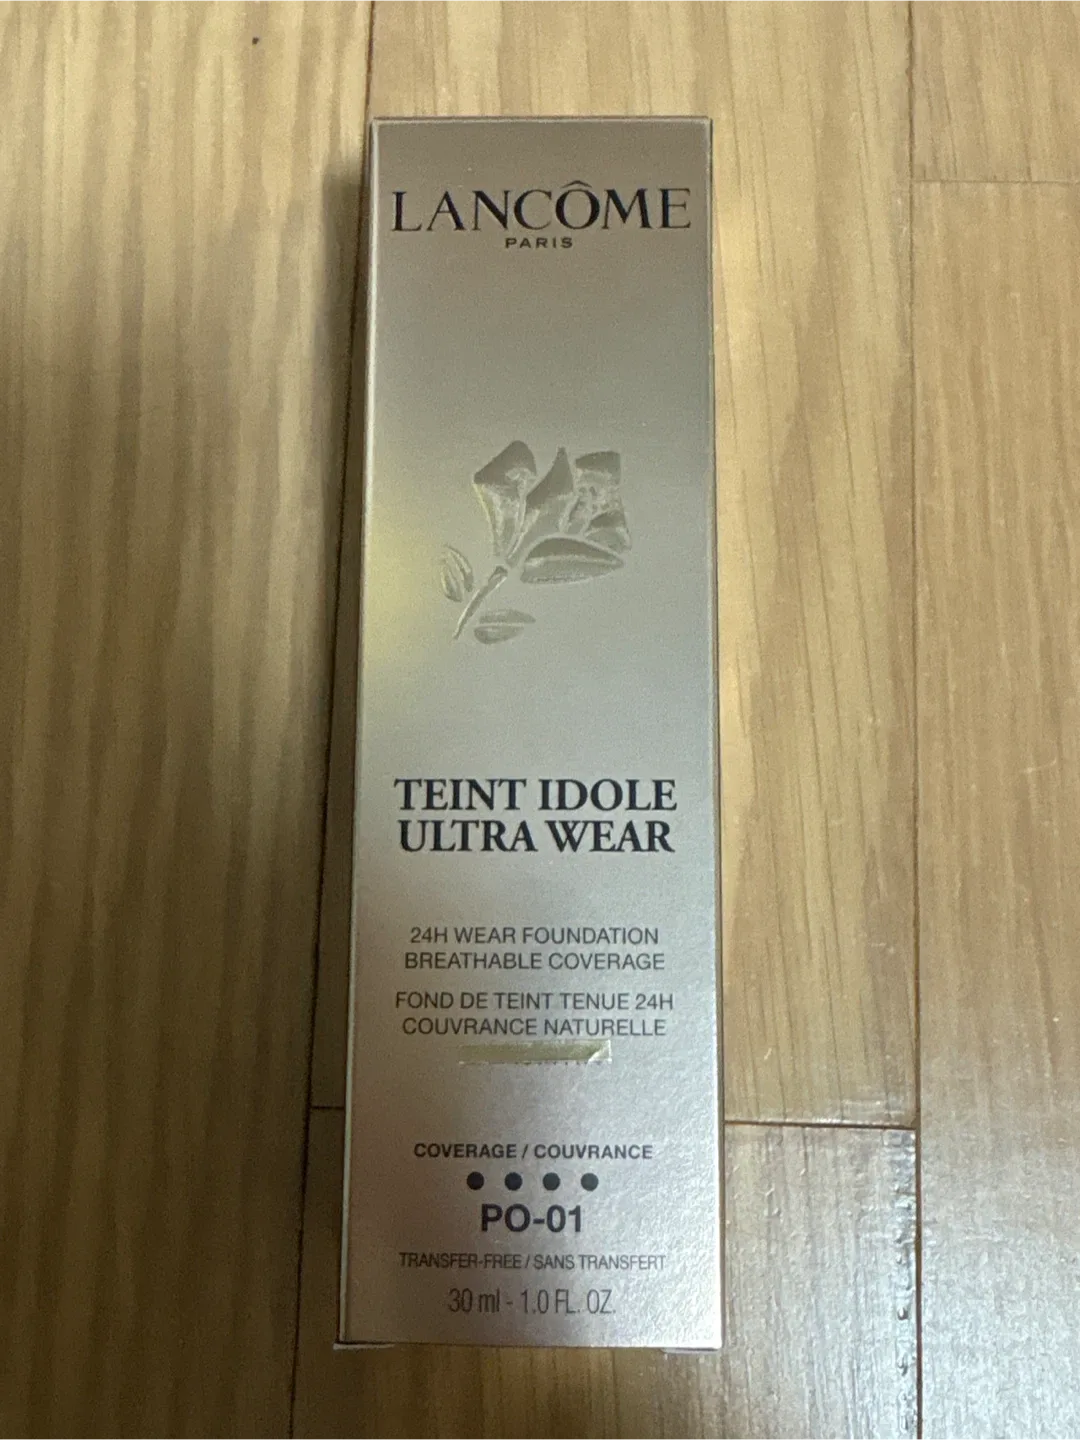 LANCÔME
PARIS
TEINT IDOLE
ULTRA WEAR
24H WEAR FOUNDATION
BREATHABLE COVERAGE
FOND DE TEINT TENUE 24H
COUVRANCE NATURELLE
COVERAGE / COUVRANCE
PO-01
TRANSFER-FREE / SANS TRANSFERT
30 ml - 1.0 FL. OZ.